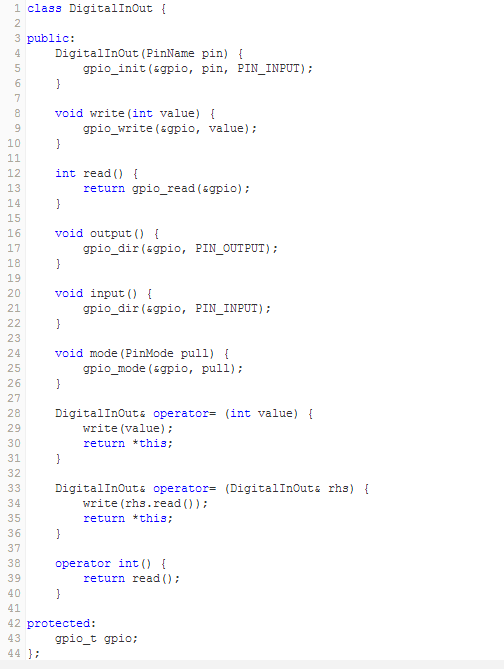 1 class DigitalInOut {
2
3 public:
4     DigitalInOut(PinName pin) {
5         gpio_init(&gpio, pin, PIN_INPUT);
6     }
7
8     void write(int value) {
9         gpio_write(&gpio, value);
10     }
11
12     int read() {
13         return gpio_read(&gpio);
14     }
15
16     void output() {
17         gpio_dir(&gpio, PIN_OUTPUT);
18     }
19
20     void input() {
21         gpio_dir(&gpio, PIN_INPUT);
22     }
23
24     void mode(PinMode pull) {
25         gpio_mode(&gpio, pull);
26     }
27
28     DigitalInOut& operator= (int value) {
29         write(value);
30         return *this;
31     }
32
33     DigitalInOut& operator= (DigitalInOut& rhs) {
34         write(rhs.read());
35         return *this;
36     }
37
38     operator int() {
39         return read();
40     }
41
42 protected:
43     gpio_t gpio;
44 };